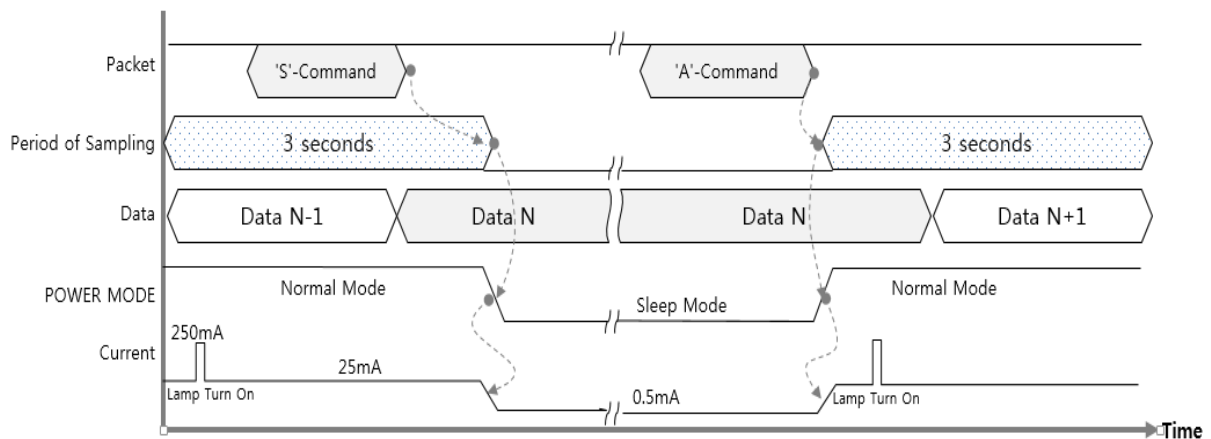 Packet
'S'-Command
'A'-Command
Period of Sampling
3 seconds
3 seconds
Data
Data N-1
Data N
Data N
Data N+1
POWER MODE
Normal Mode
Sleep Mode
Normal Mode
Current
250mA
Lamp Turn On
25mA
0.5mA
Lamp Turn On
Time